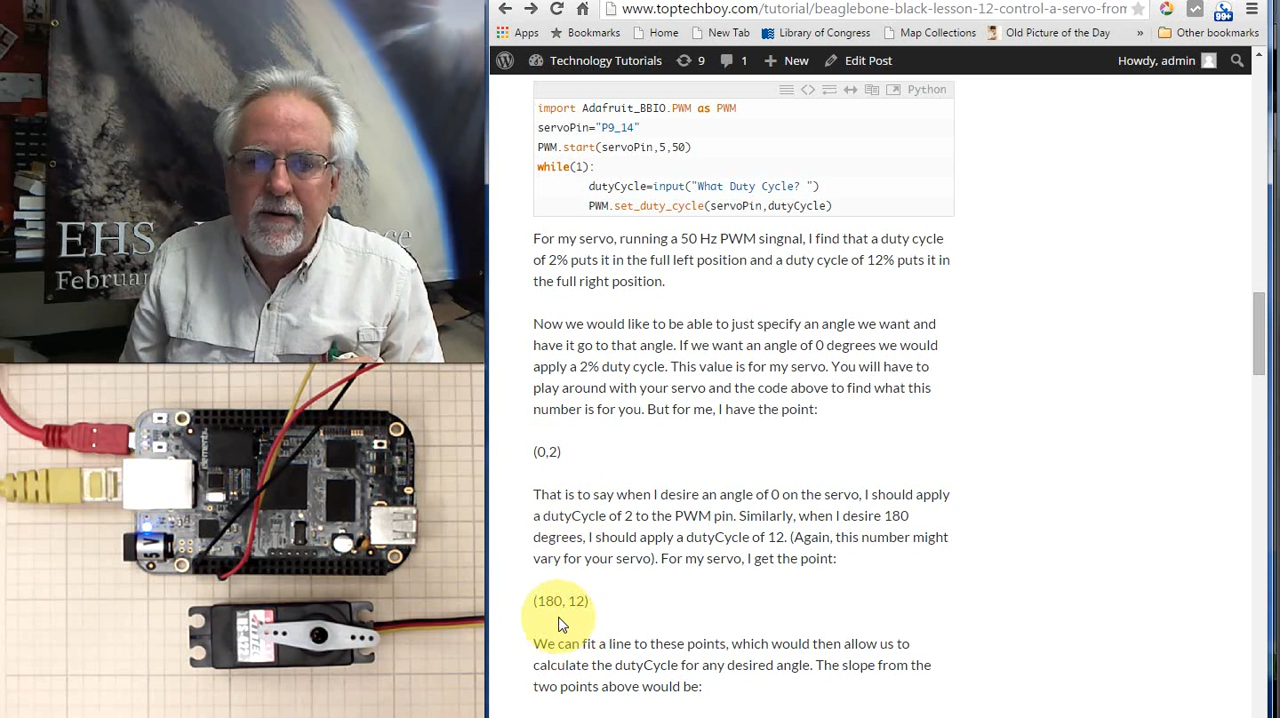 www.toptechboy.com/tutorial/beaglebone-black-lesson-12-control-a-servo-from
99+
Apps Bookmarks Home New Tab Library of Congress Map Collections Old Picture of the Day » Other bookmarks
Technology Tutorials 9 1 New Edit Post Howdy, admin
Python
import Adafruit_BBIO.PWM as PWM
servoPin="P9_14"
PWM.start(servoPin,5,50)
while(1):
dutyCycle=input("What Duty Cycle? ")
PWM.set_duty_cycle(servoPin,dutyCycle)
For my servo, running a 50 Hz PWM singnal, I find that a duty cycle
of 2% puts it in the full left position and a duty cycle of 12% puts it in
the full right position.
Now we would like to be able to just specify an angle we want and
have it go to that angle. If we want an angle of 0 degrees we would
apply a 2% duty cycle. This value is for my servo. You will have to
play around with your servo and the code above to find what this
number is for you. But for me, I have the point:
(0,2)
That is to say when I desire an angle of 0 on the servo, I should apply
a dutyCycle of 2 to the PWM pin. Similarly, when I desire 180
degrees, I should apply a dutyCycle of 12. (Again, this number might
vary for your servo). For my servo, I get the point:
(180, 12)
We can fit a line to these points, which would then allow us to
calculate the dutyCycle for any desired angle. The slope from the
two points above would be:
EHS
Februa
5V